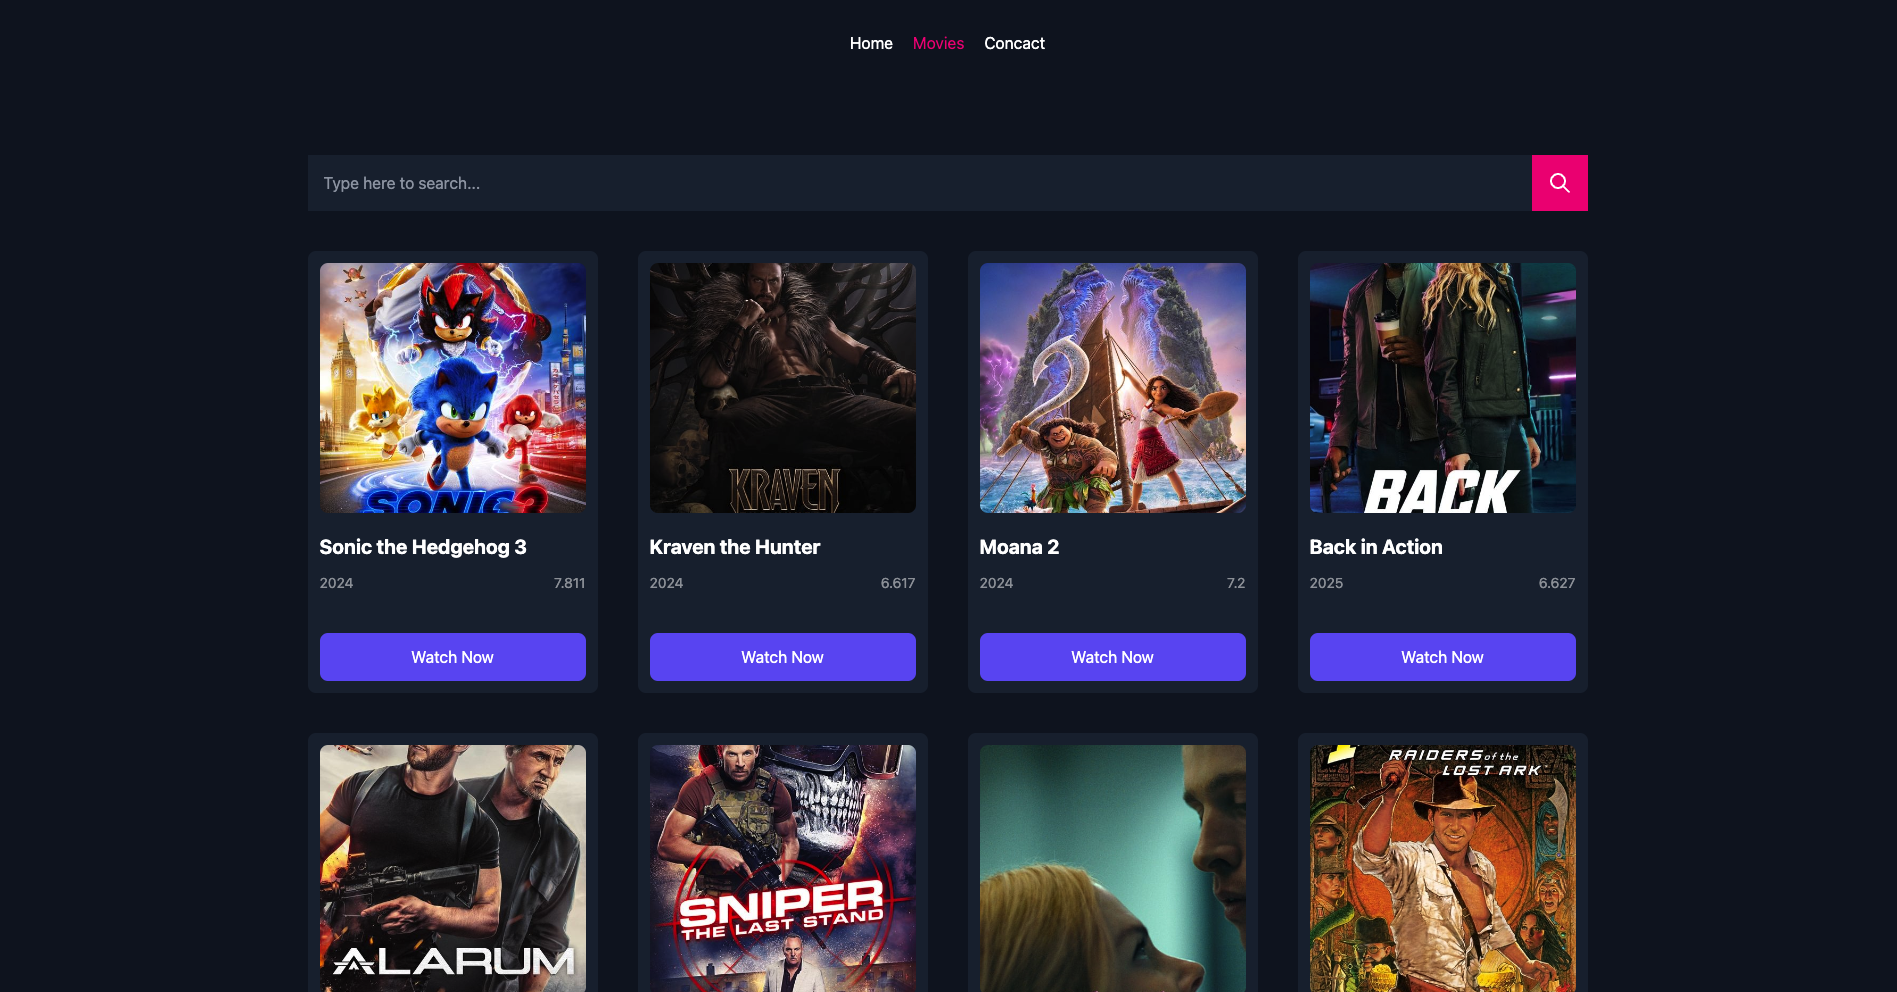 Home Movies Concact
Type here to search...
SONIC 3
KRAVEN
BACK
Sonic the Hedgehog 3
2024 7.811
Kraven the Hunter
2024 6.617
Moana 2
2024 7.2
Back in Action
2025 6.627
Watch Now
Watch Now
Watch Now
Watch Now
ALARUM
SNIPER
THE LAST STAND
RAIDERS of the
LOST ARK